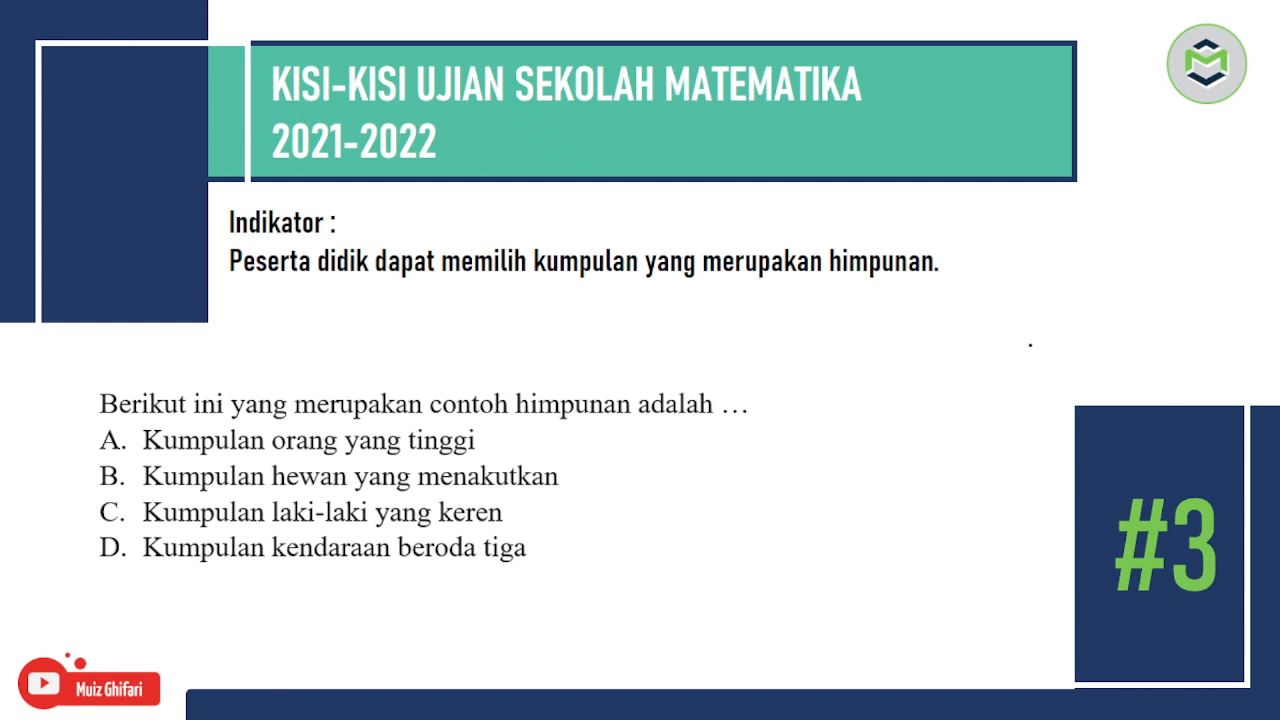 KISI-KISI UJIAN SEKOLAH MATEMATIKA
2021-2022
Indikator :
Peserta didik dapat memilih kumpulan yang merupakan himpunan.
Berikut ini yang merupakan contoh himpunan adalah …
A. Kumpulan orang yang tinggi
B. Kumpulan hewan yang menakutkan
C. Kumpulan laki-laki yang keren
D. Kumpulan kendaraan beroda tiga
#3
Muiz Ghifari